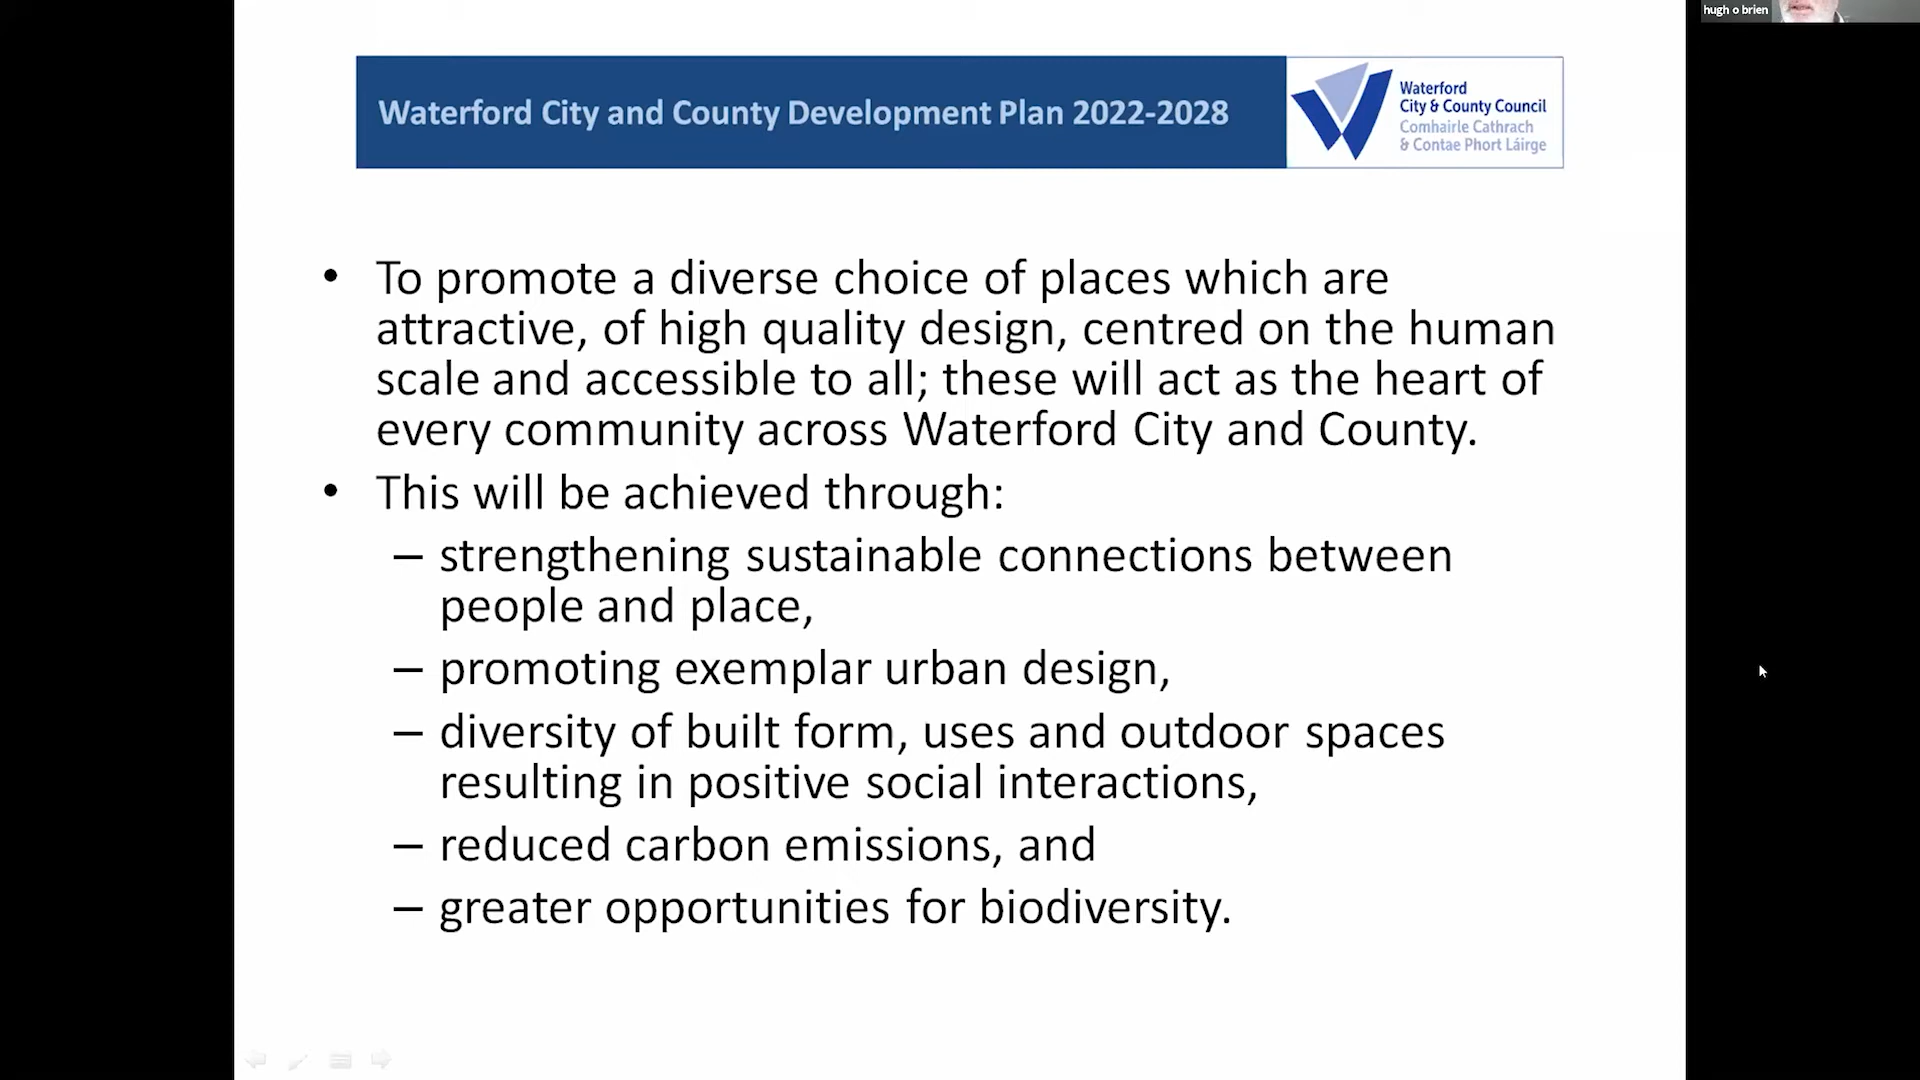 hugh o brien
Waterford City and County Development Plan 2022-2028
Waterford
City & County Council
Comhairle Cathrach
& Contae Phort Láirge
• To promote a diverse choice of places which are
attractive, of high quality design, centred on the human
scale and accessible to all; these will act as the heart of
every community across Waterford City and County.
• This will be achieved through:
– strengthening sustainable connections between
people and place,
– promoting exemplar urban design,
– diversity of built form, uses and outdoor spaces
resulting in positive social interactions,
– reduced carbon emissions, and
– greater opportunities for biodiversity.